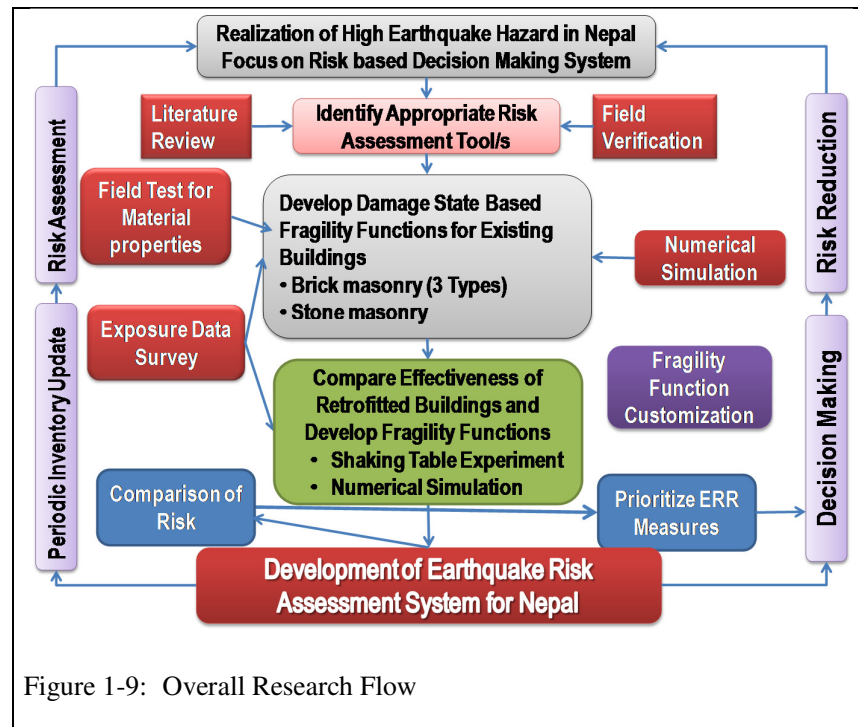 Realization of High Earthquake Hazard in Nepal
Focus on Risk based Decision Making System
Literature
Review
Identify Appropriate Risk
Assessment Tool/s
Field
Verification
Risk Assessment
Risk Reduction
Field Test for
Material
properties
Develop Damage State Based
Fragility Functions for Existing
Buildings
• Brick masonry (3 Types)
• Stone masonry
Numerical
Simulation
Exposure Data
Survey
Periodic Inventory Update
Decision Making
Compare Effectiveness of
Retrofitted Buildings and
Develop Fragility Functions
• Shaking Table Experiment
• Numerical Simulation
Fragility
Function
Customization
Comparison of
Risk
Prioritize ERR
Measures
Development of Earthquake Risk
Assessment System for Nepal
Figure 1-9: Overall Research Flow